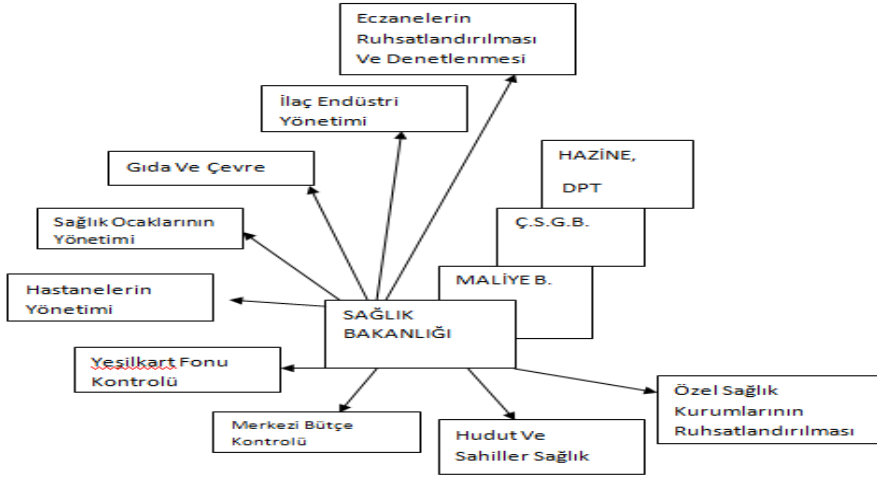 Eczanelerin
Ruhsatlandırılması
Ve Denetlenmesi
İlaç Endüstri
Yönetimi
HAZİNE,
DPT
Gıda Ve Çevre
Sağlık Ocaklarının
Yönetimi
Ç.S.G.B.
Hastanelerin
Yönetimi
MALİYE B.
SAĞLIK
BAKANLIĞI
Yeşilkart Fonu
Kontrolü
Özel Sağlık
Kurumlarının
Ruhsatlandırılması
Merkezi Bütçe
Kontrolü
Hudut Ve
Sahiller Sağlık